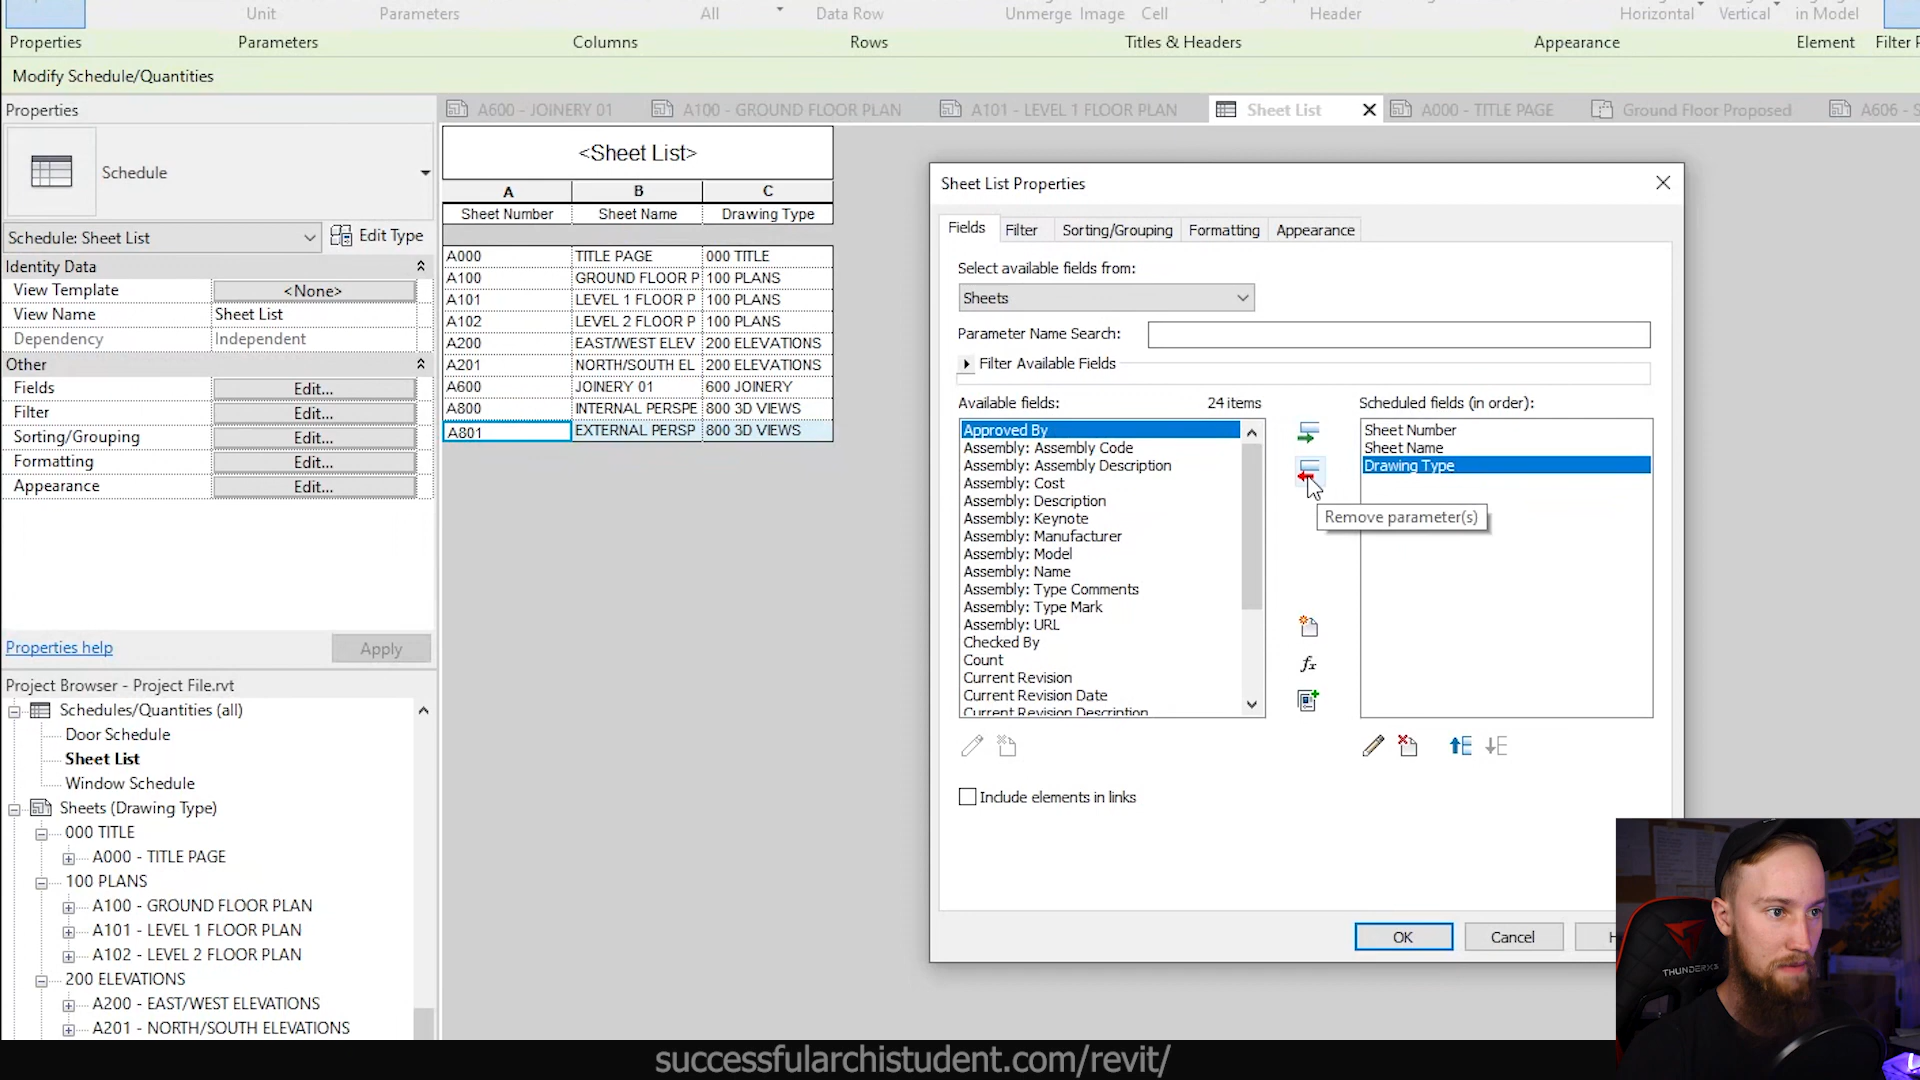 Unit
Parameters
All
Data Row
Unmerge Image Cell
Header
Horizontal
Vertical
in Model
Properties
Parameters
Columns
Rows
Titles & Headers
Appearance
Element
Filter
Modify Schedule/Quantities
Properties
A600 - JOINERY 01
A100 - GROUND FLOOR PLAN
A101 - LEVEL 1 FLOOR PLAN
Sheet List
A000 - TITLE PAGE
Ground Floor Proposed
A606 - S
Schedule
Schedule: Sheet List
Edit Type
Identity Data
View Template <None>
View Name Sheet List
Dependency Independent
Other
Fields Edit...
Filter Edit...
Sorting/Grouping Edit...
Formatting Edit...
Appearance Edit...
Properties help
Apply
Project Browser - Project File.rvt
Schedules/Quantities (all)
Door Schedule
Sheet List
Window Schedule
Sheets (Drawing Type)
000 TITLE
A000 - TITLE PAGE
100 PLANS
A100 - GROUND FLOOR PLAN
A101 - LEVEL 1 FLOOR PLAN
A102 - LEVEL 2 FLOOR PLAN
200 ELEVATIONS
A200 - EAST/WEST ELEVATIONS
A201 - NORTH/SOUTH ELEVATIONS
<Sheet List>
A B C
Sheet Number Sheet Name Drawing Type
A000 TITLE PAGE 000 TITLE
A100 GROUND FLOOR P 100 PLANS
A101 LEVEL 1 FLOOR P 100 PLANS
A102 LEVEL 2 FLOOR P 100 PLANS
A200 EAST/WEST ELEV 200 ELEVATIONS
A201 NORTH/SOUTH EL 200 ELEVATIONS
A600 JOINERY 01 600 JOINERY
A800 INTERNAL PERSPE 800 3D VIEWS
A801 EXTERNAL PERSP 800 3D VIEWS
Sheet List Properties
Fields Filter Sorting/Grouping Formatting Appearance
Select available fields from:
Sheets
Parameter Name Search:
Filter Available Fields
Available fields: 24 items
Approved By
Assembly: Assembly Code
Assembly: Assembly Description
Assembly: Cost
Assembly: Description
Assembly: Keynote
Assembly: Manufacturer
Assembly: Model
Assembly: Name
Assembly: Type Comments
Assembly: Type Mark
Assembly: URL
Checked By
Count
Current Revision
Current Revision Date
Current Revision Description
fx
Scheduled fields (in order):
Sheet Number
Sheet Name
Drawing Type
Remove parameter(s)
Include elements in links
OK
Cancel
H
THUNDERX3
successfularchistudent.com/revit/